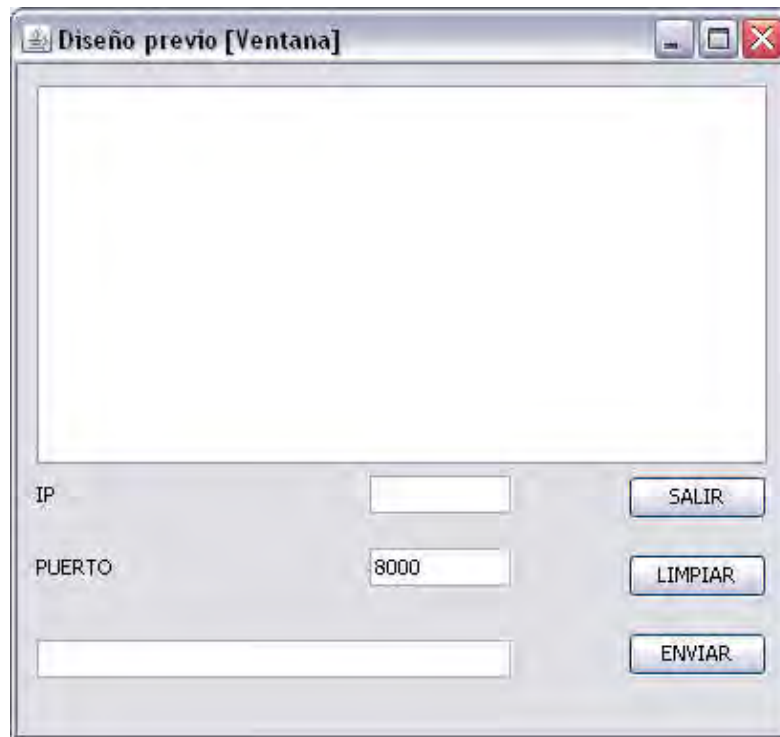 Diseño previo [Ventana]
IP
SALIR
PUERTO
8000
LIMPIAR
ENVIAR